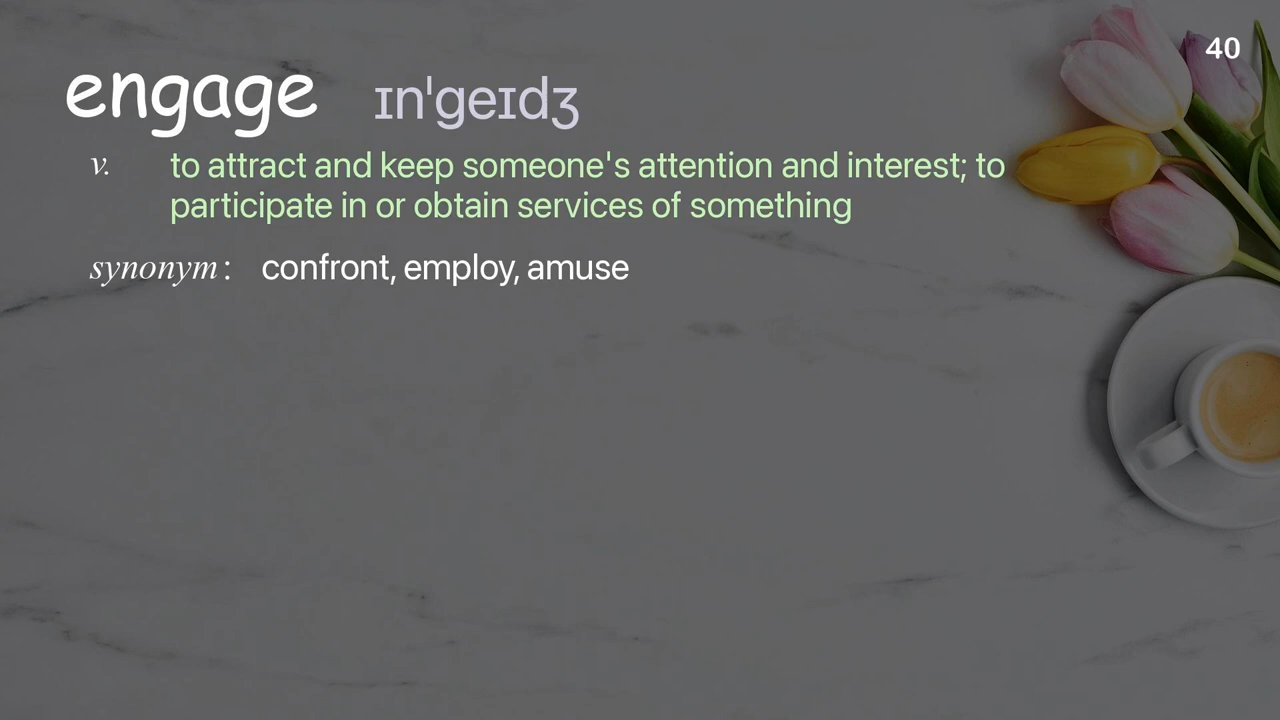 40
engage ɪnˈgeɪdʒ
v. to attract and keep someone's attention and interest; to
participate in or obtain services of something
synonym: confront, employ, amuse